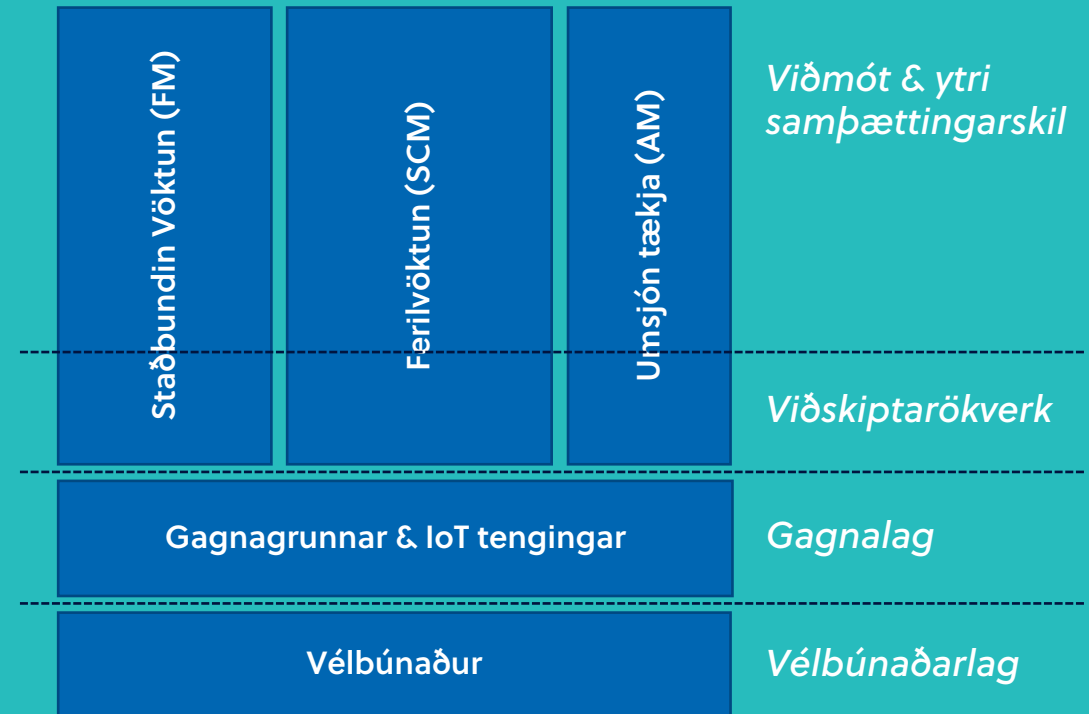 Staðbundin Vöktun (FM)
Ferilvöktun (SCM)
Umsjón tækja (AM)
Viðmót & ytri
samþættingarskil
Viðskiptarökverk
Gagnagrunnar & IoT tengingar
Gagnalag
Vélbúnaður
Vélbúnaðarlag